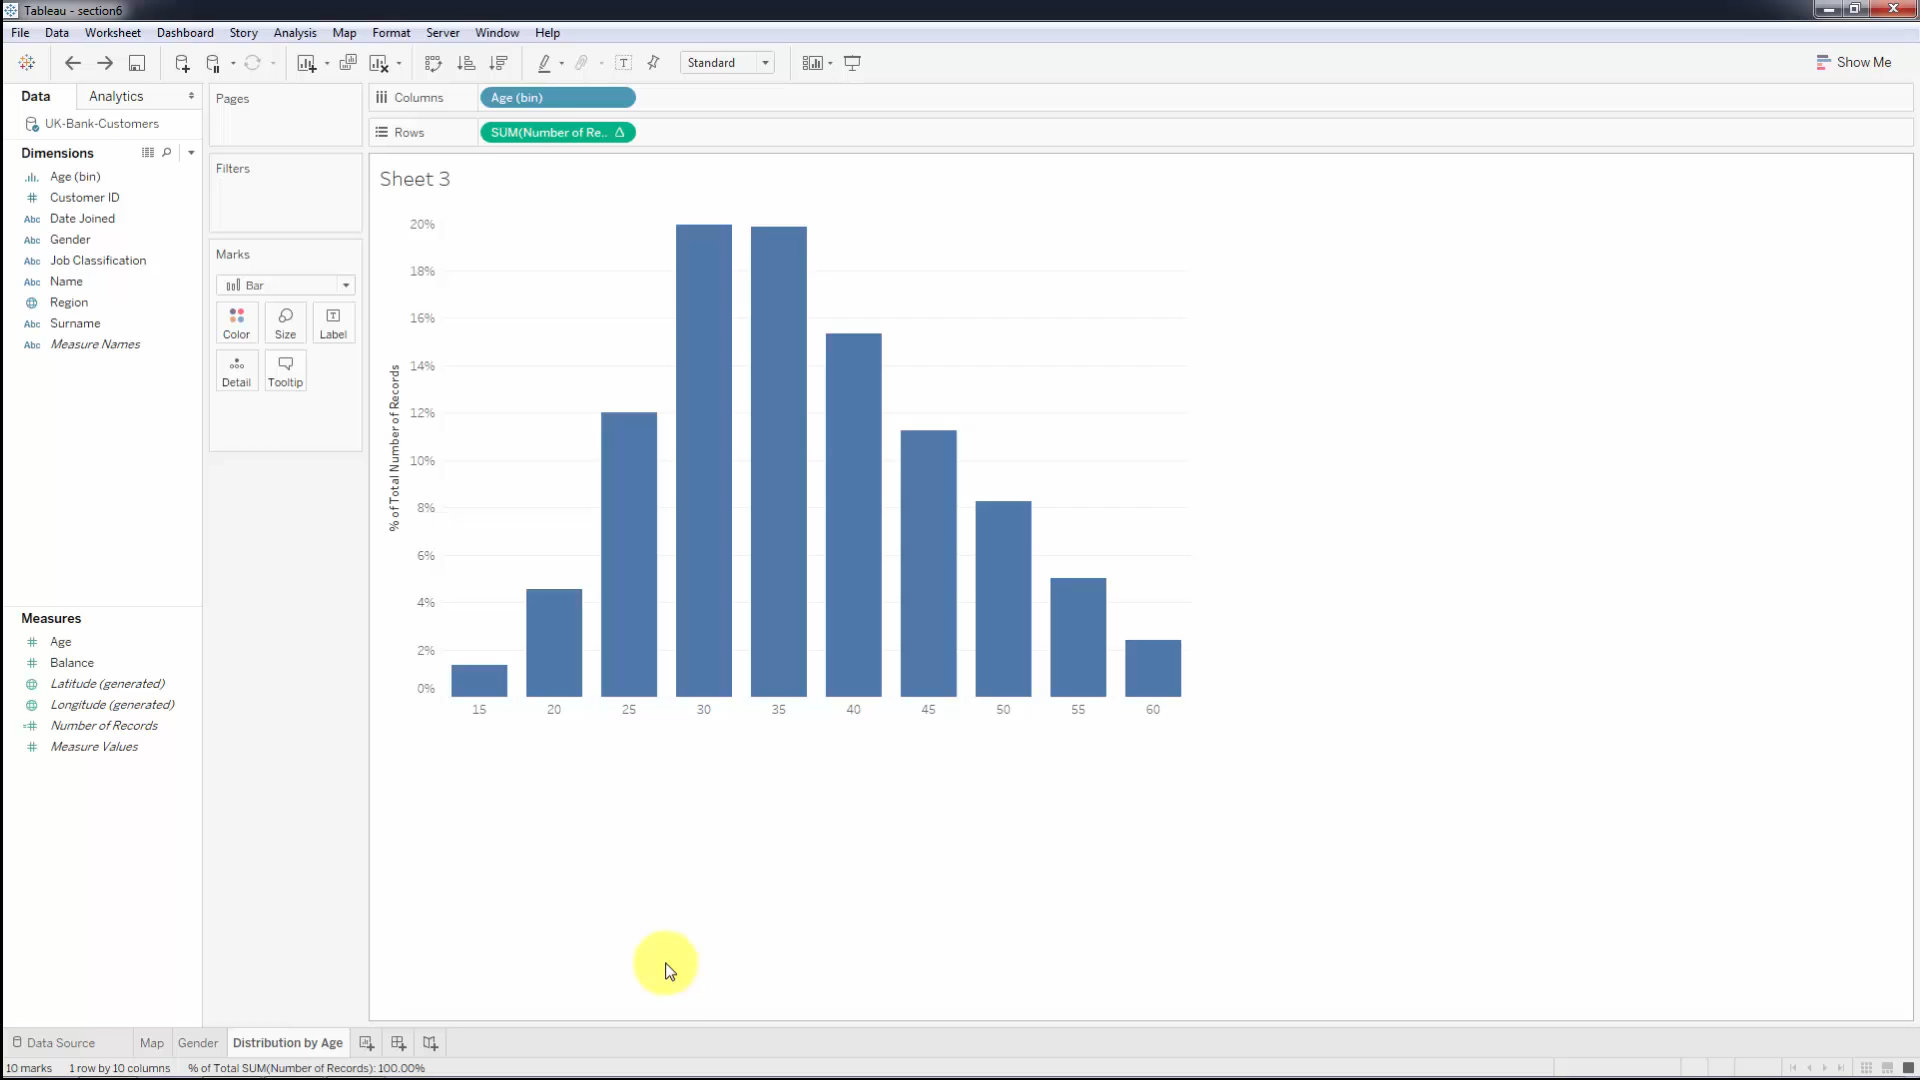 Tableau - section6
File Data Worksheet Dashboard Story Analysis Map Format Server Window Help
Standard
Show Me
Data Analytics
UK-Bank-Customers
Dimensions
Age (bin)
# Customer ID
Abc Date Joined
Abc Gender
Abc Job Classification
Abc Name
Region
Abc Surname
Abc Measure Names
Measures
# Age
# Balance
Latitude (generated)
Longitude (generated)
=# Number of Records
# Measure Values
Pages
Filters
Marks
Bar
Color Size Label
Detail Tooltip
Columns Age (bin)
Rows SUM(Number of Re..
Sheet 3
% of Total Number of Records
20%
18%
16%
14%
12%
10%
8%
6%
4%
2%
0%
15 20 25 30 35 40 45 50 55 60
Data Source Map Gender Distribution by Age
10 marks 1 row by 10 columns % of Total SUM(Number of Records): 100.00%